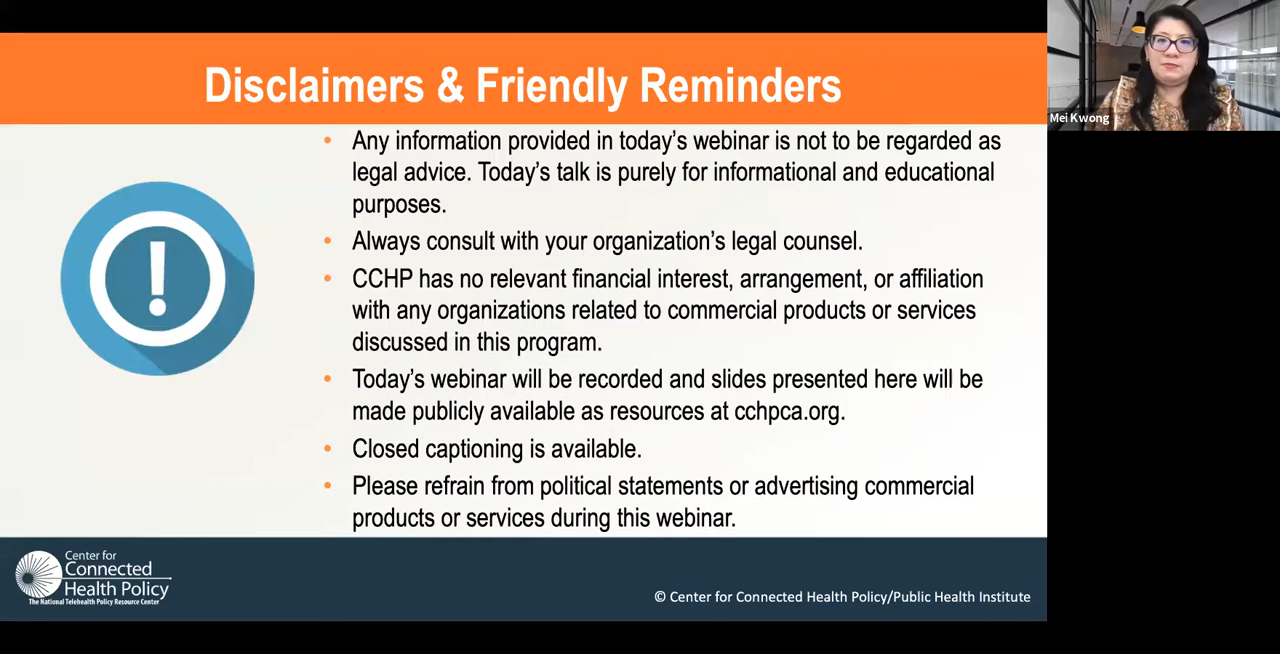 Disclaimers & Friendly Reminders
• Any information provided in today's webinar is not to be regarded as
legal advice. Today's talk is purely for informational and educational
purposes.
• Always consult with your organization's legal counsel.
• CCHP has no relevant financial interest, arrangement, or affiliation
with any organizations related to commercial products or services
discussed in this program.
• Today's webinar will be recorded and slides presented here will be
made publicly available as resources at cchpca.org.
• Closed captioning is available.
• Please refrain from political statements or advertising commercial
products or services during this webinar.
Center for
Connected
Health Policy
The National Telehealth Policy Resource Center
© Center for Connected Health Policy/Public Health Institute
Mei Kwong